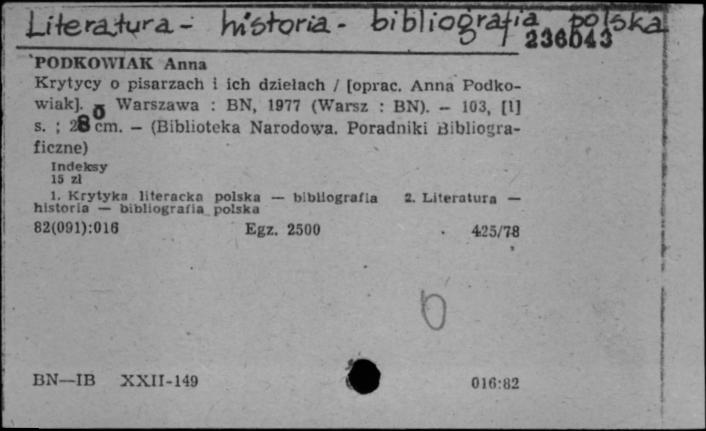 Literatura - historia - bibliografia polska
236043
PODKOWIAK Anna
Krytycy o pisarzach i ich dziełach / [oprac. Anna Podko-
wiak]. — Warszawa : BN, 1977 (Warsz : BN). — 103, [1]
s. ; 28 cm. — (Biblioteka Narodowa. Poradniki Bibliogra-
ficzne)
Indeksy
15 zł
1. Krytyka literacka polska — bibliografia 2. Literatura —
historia — bibliografia polska
82(091):016 Egz. 2500 425/78
BN—IB XXII-149 016:82